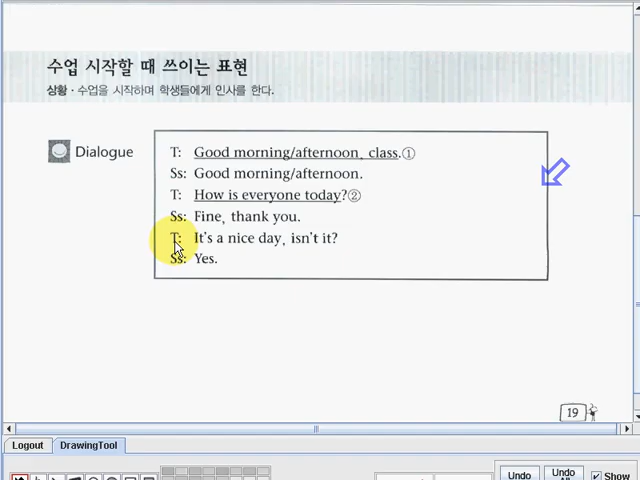 수업 시작할 때 쓰이는 표현
상황 · 수업을 시작하며 학생들에게 인사를 한다.
Dialogue
T: Good morning/afternoon, class.①
Ss: Good morning/afternoon.
T: How is everyone today?②
Ss: Fine, thank you.
T: It's a nice day, isn't it?
Ss: Yes.
19
Logout DrawingTool
Undo Undo All Show